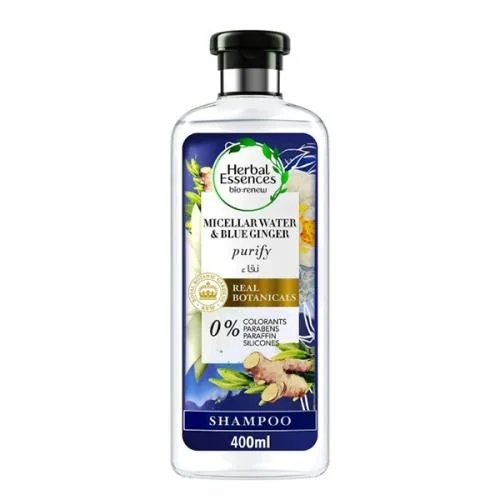 Herbal
Essences
bio:renew
MICELLAR WATER
& BLUE GINGER
purify
نقاء
REAL
BOTANICALS
0%
COLORANTS
PARABENS
PARAFFIN
SILICONES
SHAMPOO
400ml